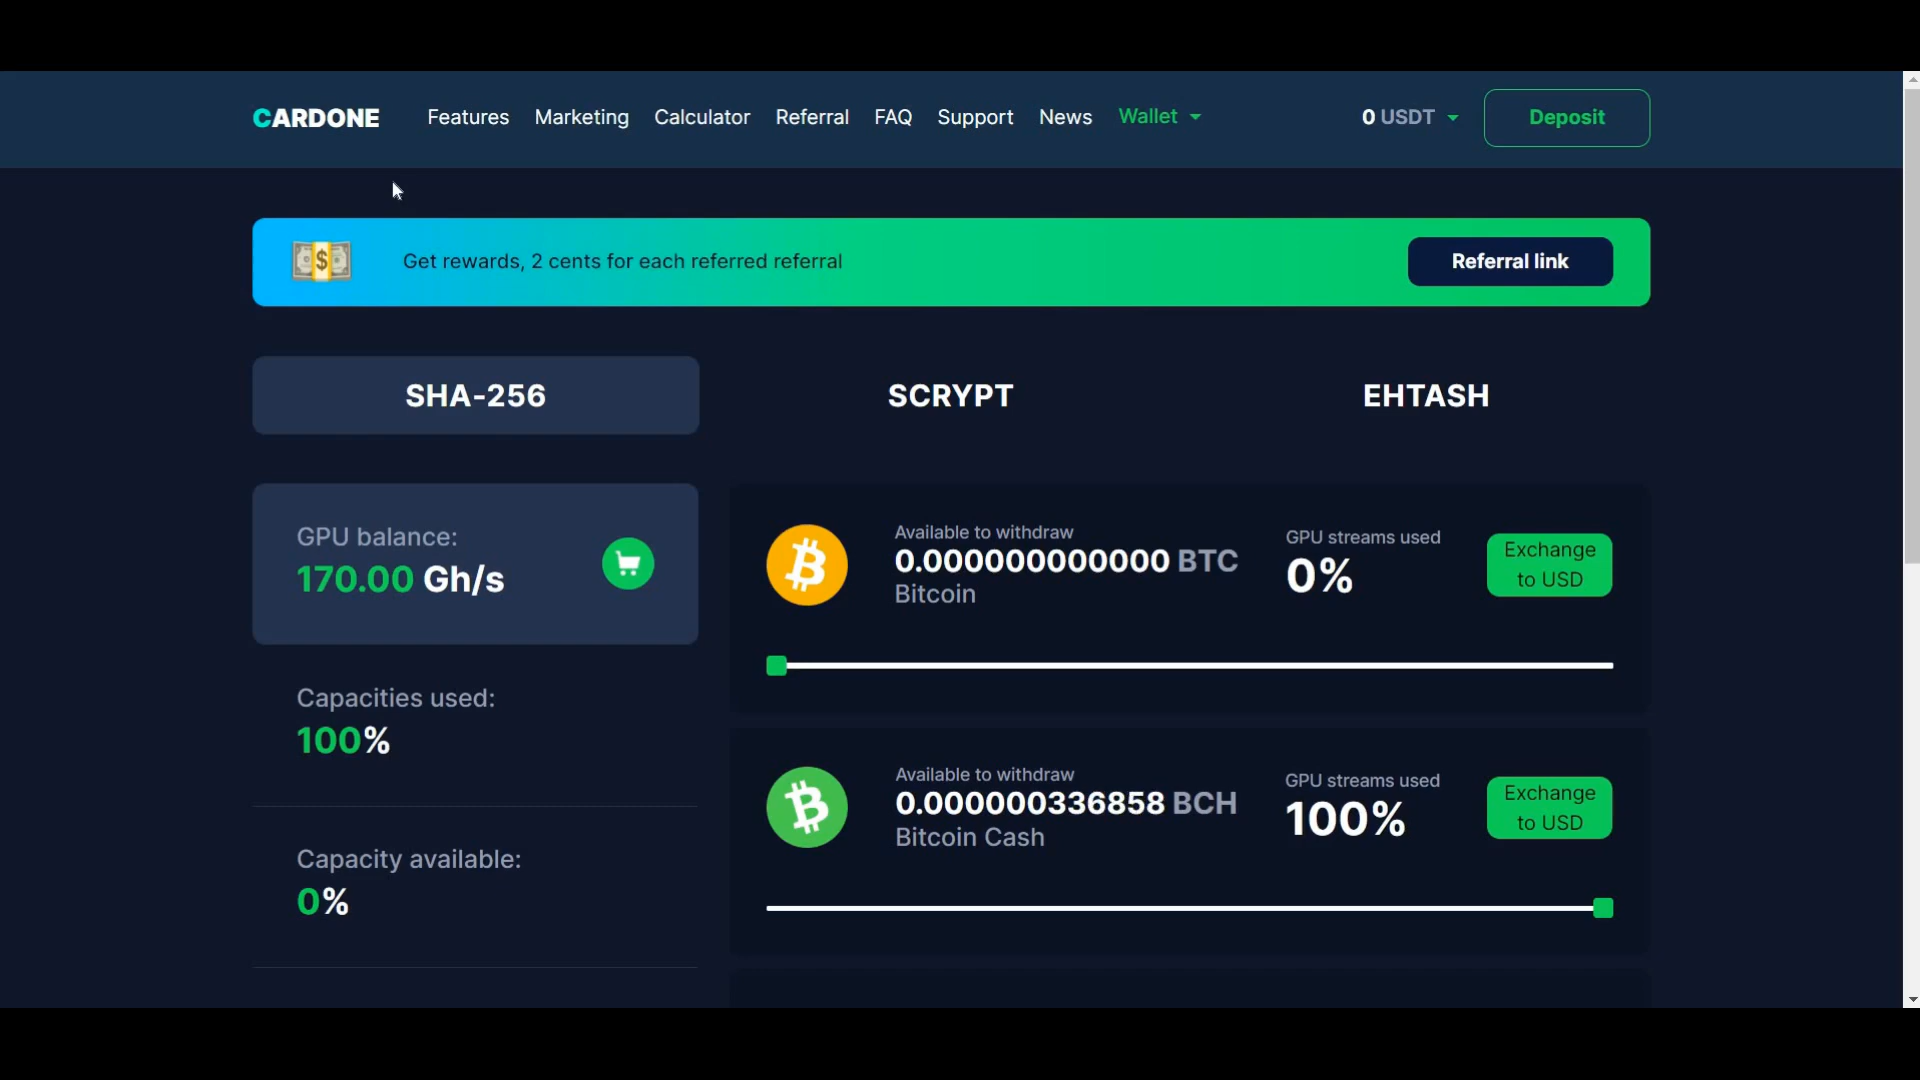 CARDONE Features Marketing Calculator Referral FAQ Support News Wallet 0 USDT Deposit
Get rewards, 2 cents for each referred referral Referral link
SHA-256 SCRYPT EHTASH
GPU balance:
170.00 Gh/s
Capacities used:
100%
Capacity available:
0%
Available to withdraw
0.000000000000 BTC
Bitcoin
GPU streams used
0%
Exchange
to USD
Available to withdraw
0.000000336858 BCH
Bitcoin Cash
GPU streams used
100%
Exchange
to USD